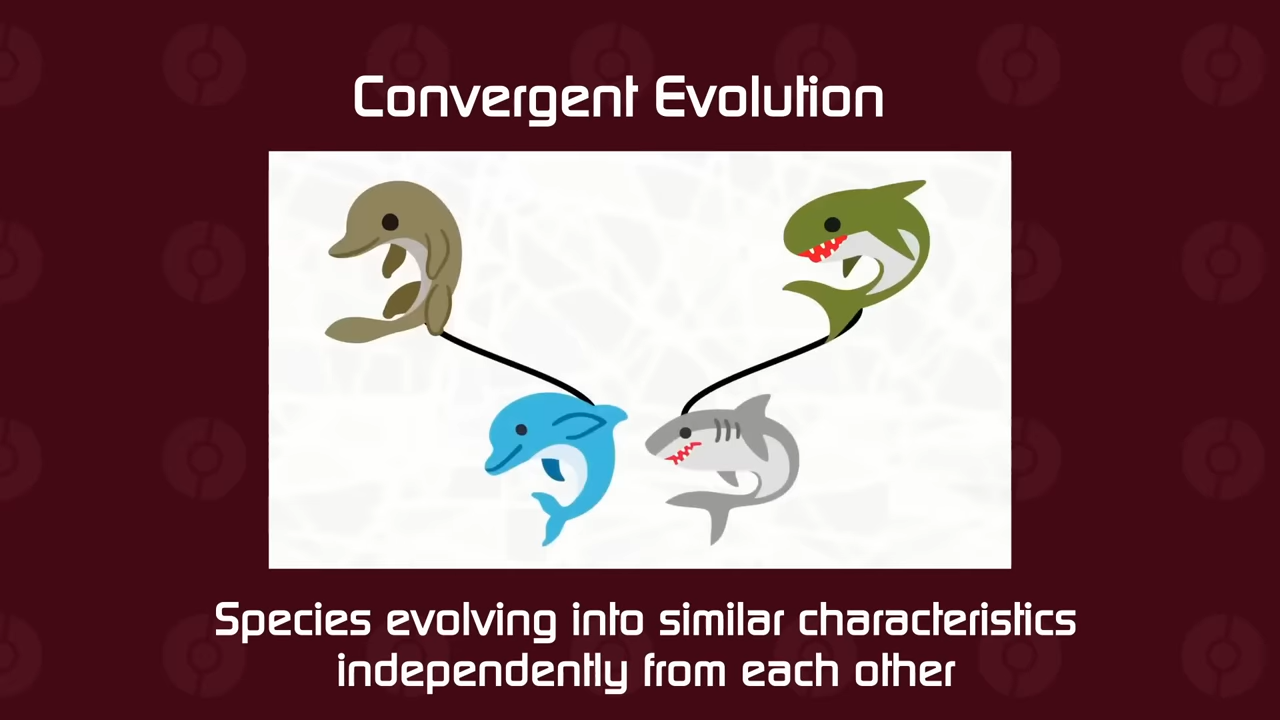 Convergent Evolution
Species evolving into similar characteristics
independently from each other